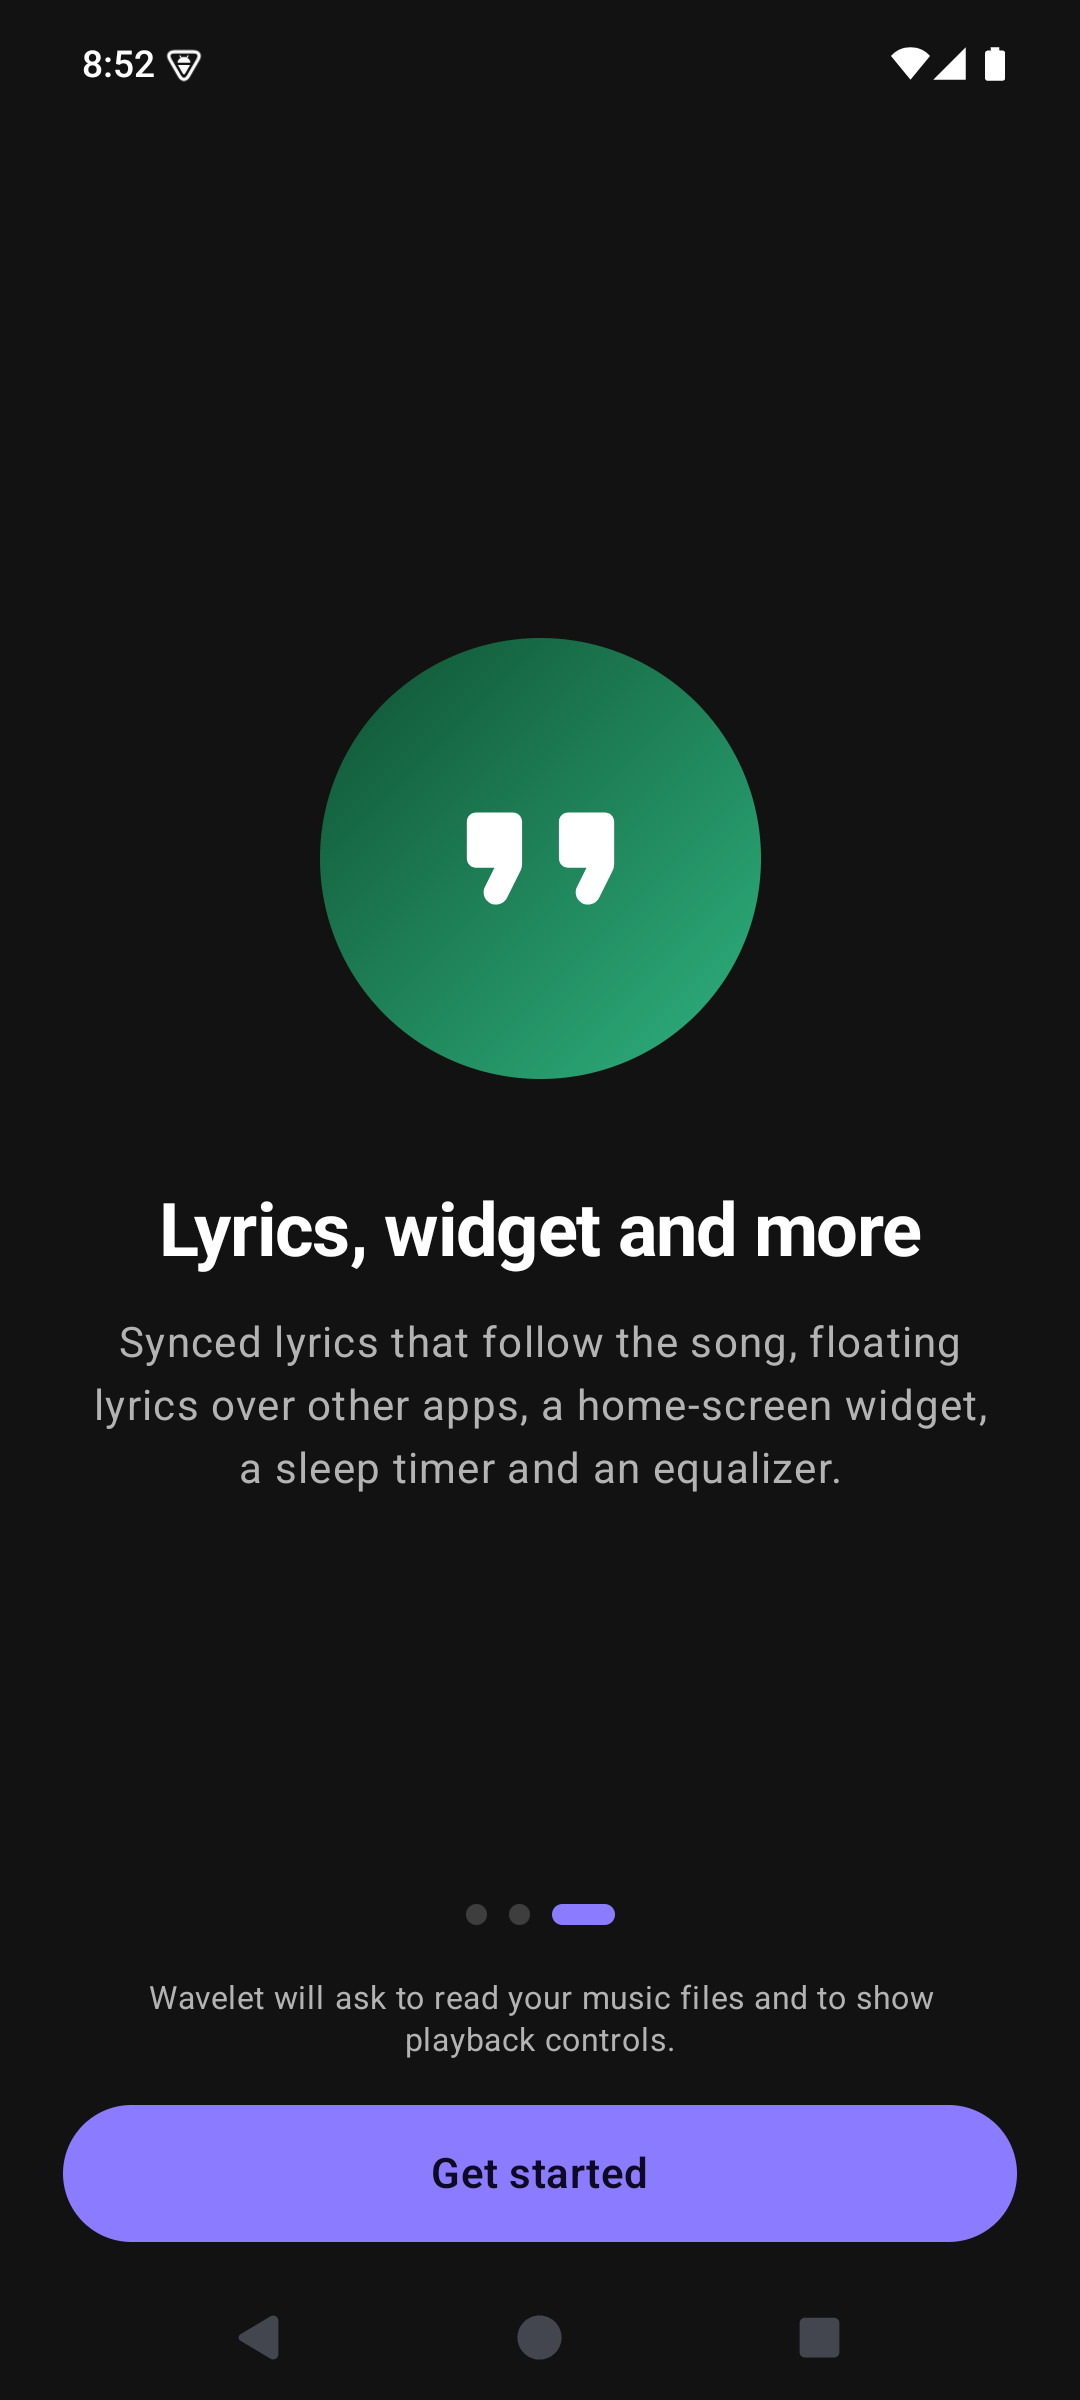 8:52
Lyrics, widget and more
Synced lyrics that follow the song, floating
lyrics over other apps, a home-screen widget,
a sleep timer and an equalizer.
Wavelet will ask to read your music files and to show
playback controls.
Get started